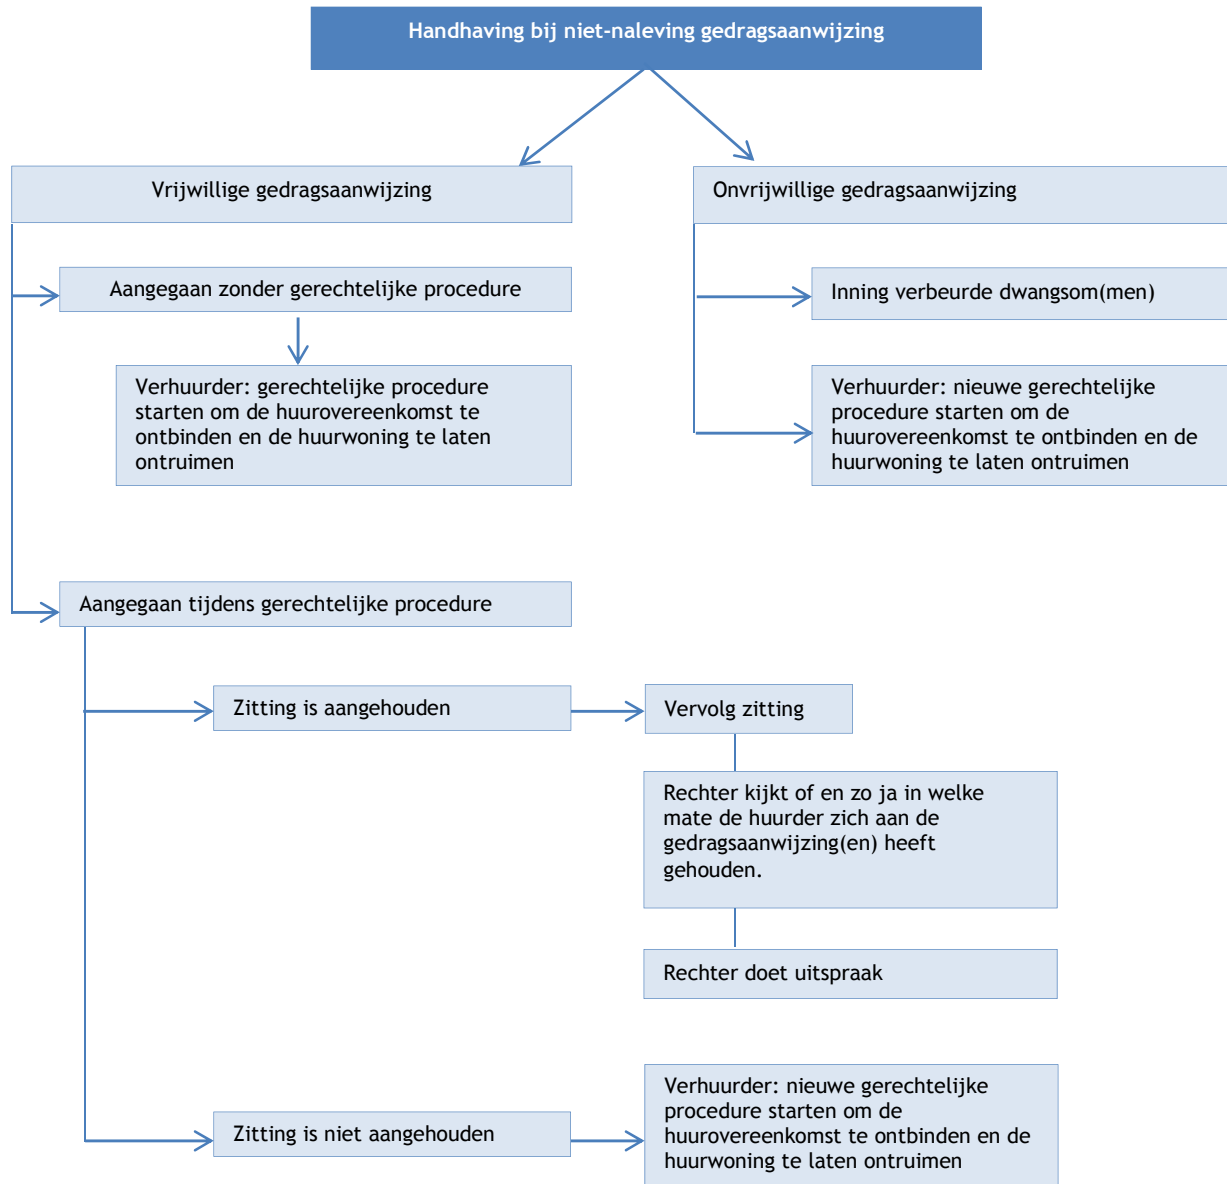 Handhaving bij niet-naleving gedragsaanwijzing
Vrijwillige gedragsaanwijzing
Onvrijwillige gedragsaanwijzing
Aangegaan zonder gerechtelijke procedure
Inning verbeurde dwangsom(men)
Verhuurder: gerechtelijke procedure
starten om de huurovereenkomst te
ontbinden en de huurwoning te laten
ontruimen
Verhuurder: nieuwe gerechtelijke
procedure starten om de
huurovereenkomst te ontbinden en de
huurwoning te laten ontruimen
Aangegaan tijdens gerechtelijke procedure
Zitting is aangehouden
Vervolg zitting
Rechter kijkt of en zo ja in welke
mate de huurder zich aan de
gedragsaanwijzing(en) heeft
gehouden.
Rechter doet uitspraak
Zitting is niet aangehouden
Verhuurder: nieuwe gerechtelijke
procedure starten om de
huurovereenkomst te ontbinden en de
huurwoning te laten ontruimen